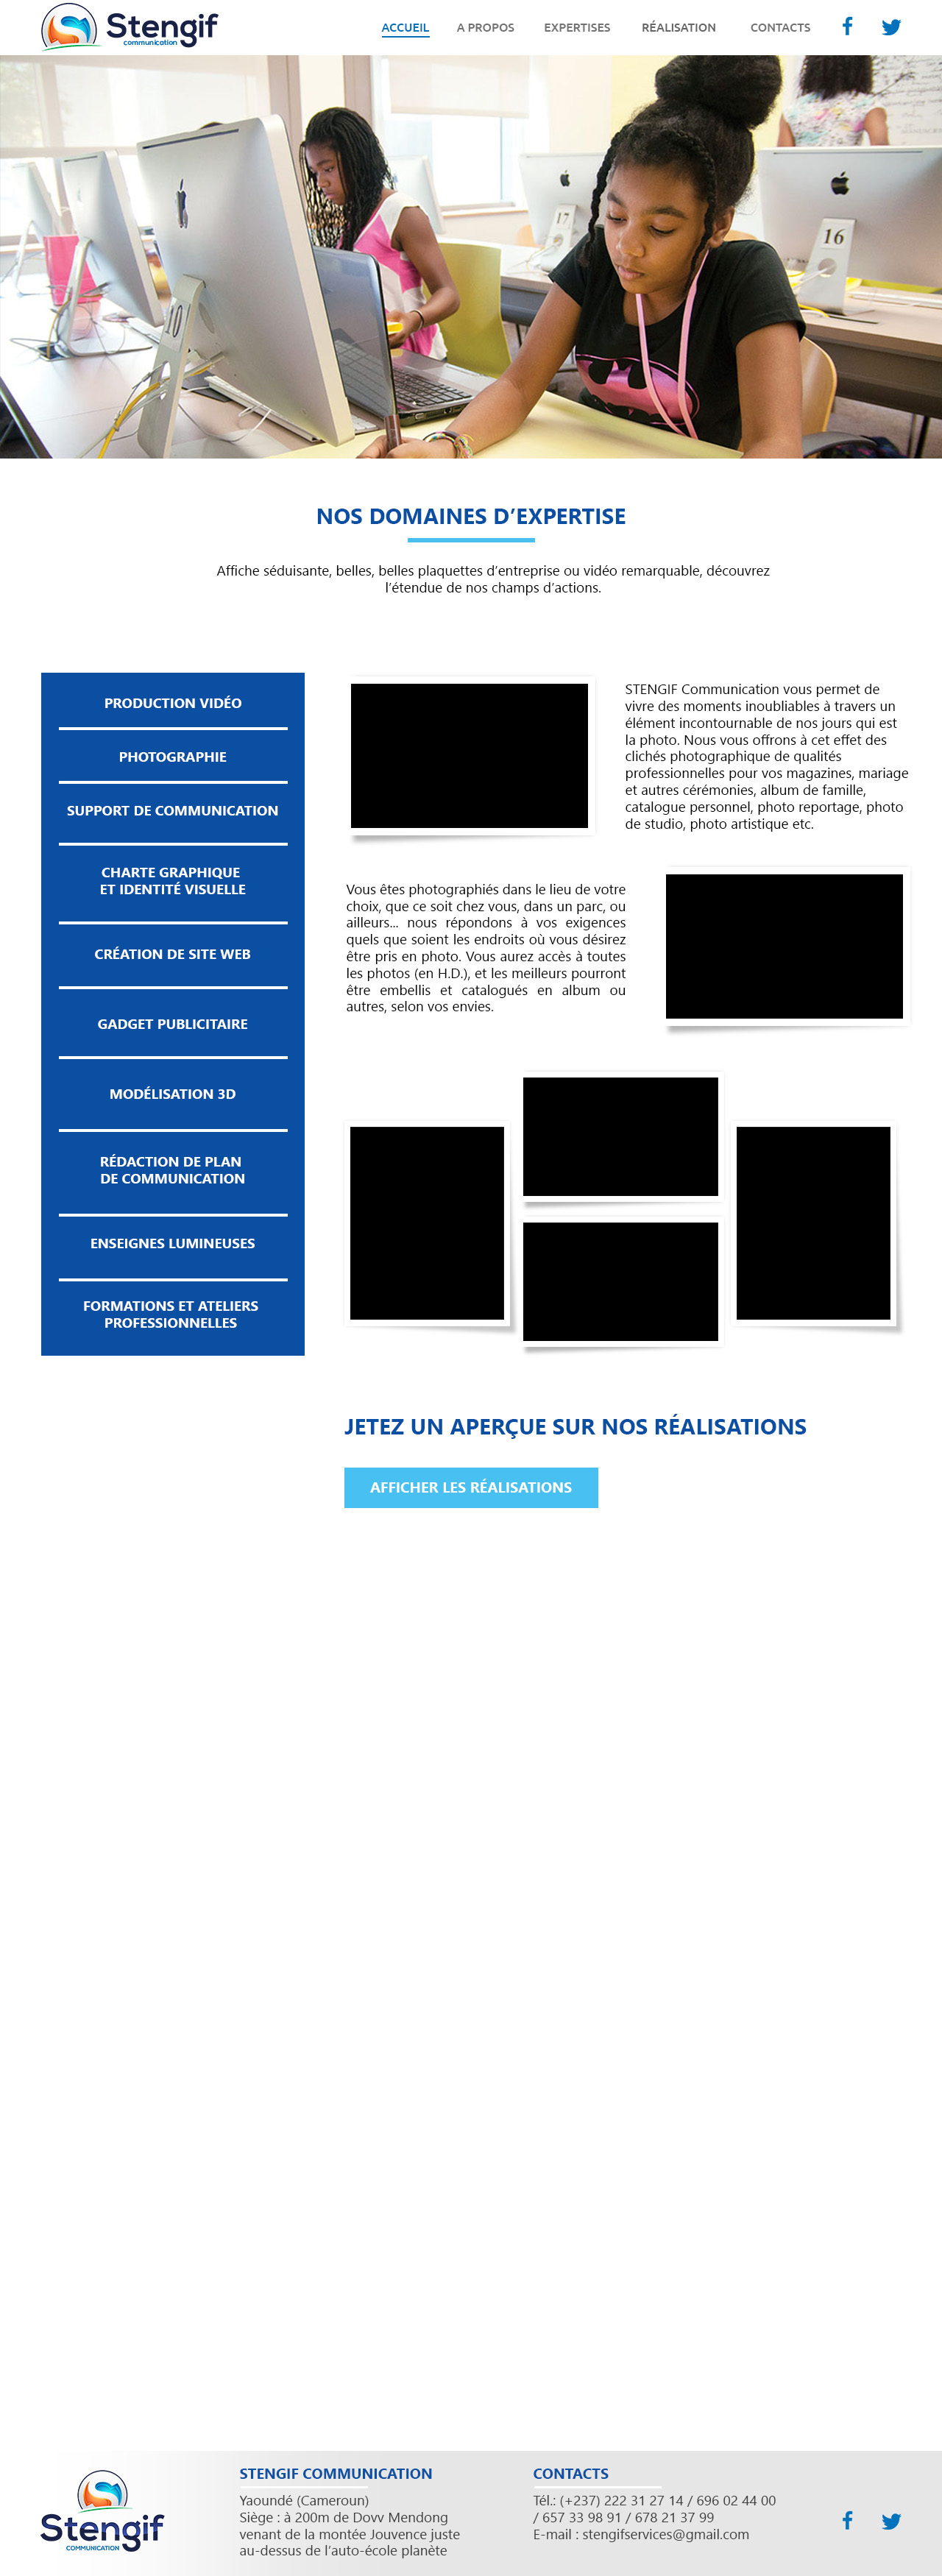 Stengif
communication
ACCUEIL
A PROPOS
EXPERTISES
RÉALISATION
CONTACTS
17
16
NOS DOMAINES D’EXPERTISE
Affiche séduisante, belles, belles plaquettes d’entreprise ou vidéo remarquable, découvrez
l’étendue de nos champs d’actions.
PRODUCTION VIDÉO
PHOTOGRAPHIE
SUPPORT DE COMMUNICATION
CHARTE GRAPHIQUE
ET IDENTITÉ VISUELLE
CRÉATION DE SITE WEB
GADGET PUBLICITAIRE
MODÉLISATION 3D
RÉDACTION DE PLAN
DE COMMUNICATION
ENSEIGNES LUMINEUSES
FORMATIONS ET ATELIERS
PROFESSIONNELLES
STENGIF Communication vous permet de
vivre des moments inoubliables à travers un
élément incontournable de nos jours qui est
la photo. Nous vous offrons à cet effet des
clichés photographique de qualités
professionnelles pour vos magazines, mariage
et autres cérémonies, album de famille,
catalogue personnel, photo reportage, photo
de studio, photo artistique etc.
Vous êtes photographiés dans le lieu de votre
choix, que ce soit chez vous, dans un parc, ou
ailleurs... nous répondons à vos exigences
quels que soient les endroits où vous désirez
être pris en photo. Vous aurez accès à toutes
les photos (en H.D.), et les meilleurs pourront
être embellis et catalogués en album ou
autres, selon vos envies.
JETEZ UN APERÇUE SUR NOS RÉALISATIONS
AFFICHER LES RÉALISATIONS
Stengif
COMMUNICATION
STENGIF COMMUNICATION
Yaoundé (Cameroun)
Siège : à 200m de Dovv Mendong
venant de la montée Jouvence juste
au-dessus de l’auto-école planète
CONTACTS
Tél.: (+237) 222 31 27 14 / 696 02 44 00
/ 657 33 98 91 / 678 21 37 99
E-mail : stengifservices@gmail.com